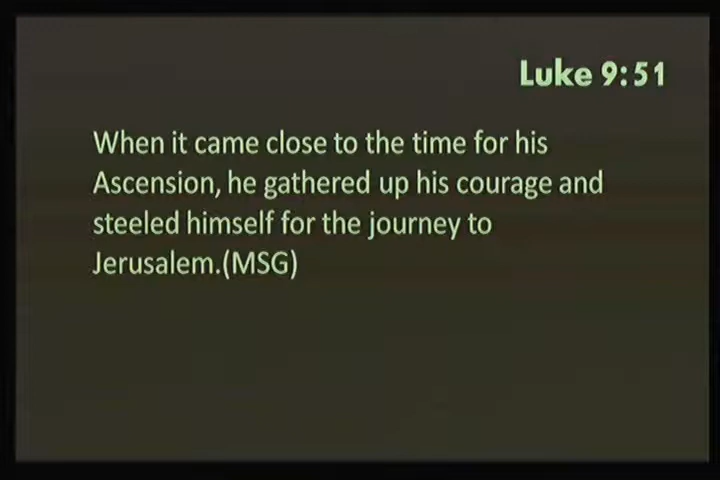 Luke 9:51
When it came close to the time for his
Ascension, he gathered up his courage and
steeled himself for the journey to
Jerusalem.(MSG)